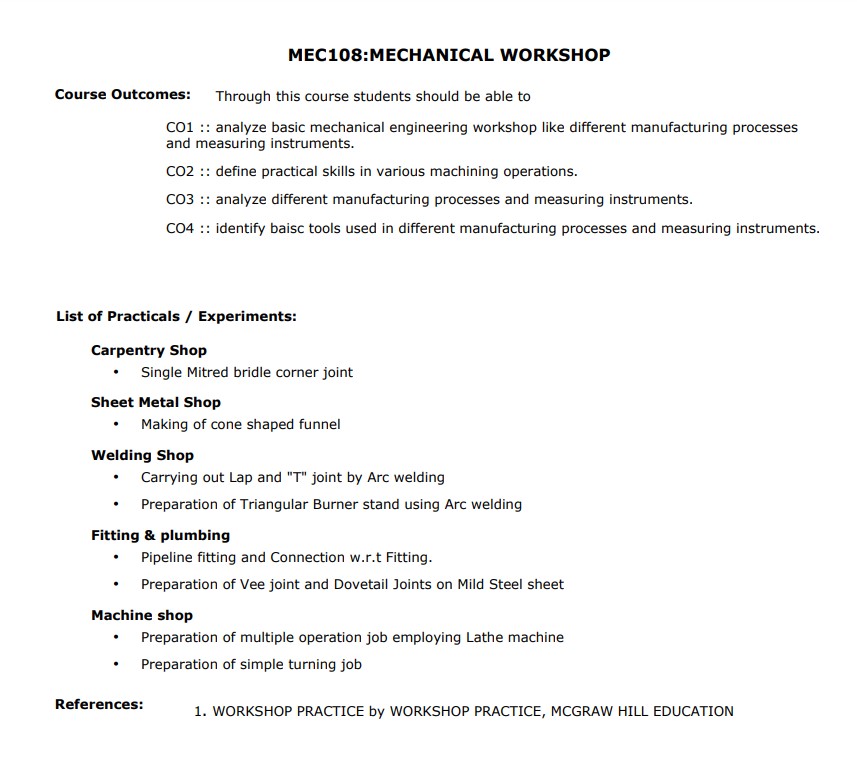 MEC108:MECHANICAL WORKSHOP
Course Outcomes: Through this course students should be able to
CO1 :: analyze basic mechanical engineering workshop like different manufacturing processes
and measuring instruments.
CO2 :: define practical skills in various machining operations.
CO3 :: analyze different manufacturing processes and measuring instruments.
CO4 :: identify baisc tools used in different manufacturing processes and measuring instruments.
List of Practicals / Experiments:
Carpentry Shop
• Single Mitred bridle corner joint
Sheet Metal Shop
• Making of cone shaped funnel
Welding Shop
• Carrying out Lap and "T" joint by Arc welding
• Preparation of Triangular Burner stand using Arc welding
Fitting & plumbing
• Pipeline fitting and Connection w.r.t Fitting.
• Preparation of Vee joint and Dovetail Joints on Mild Steel sheet
Machine shop
• Preparation of multiple operation job employing Lathe machine
• Preparation of simple turning job
References: 1. WORKSHOP PRACTICE by WORKSHOP PRACTICE, MCGRAW HILL EDUCATION